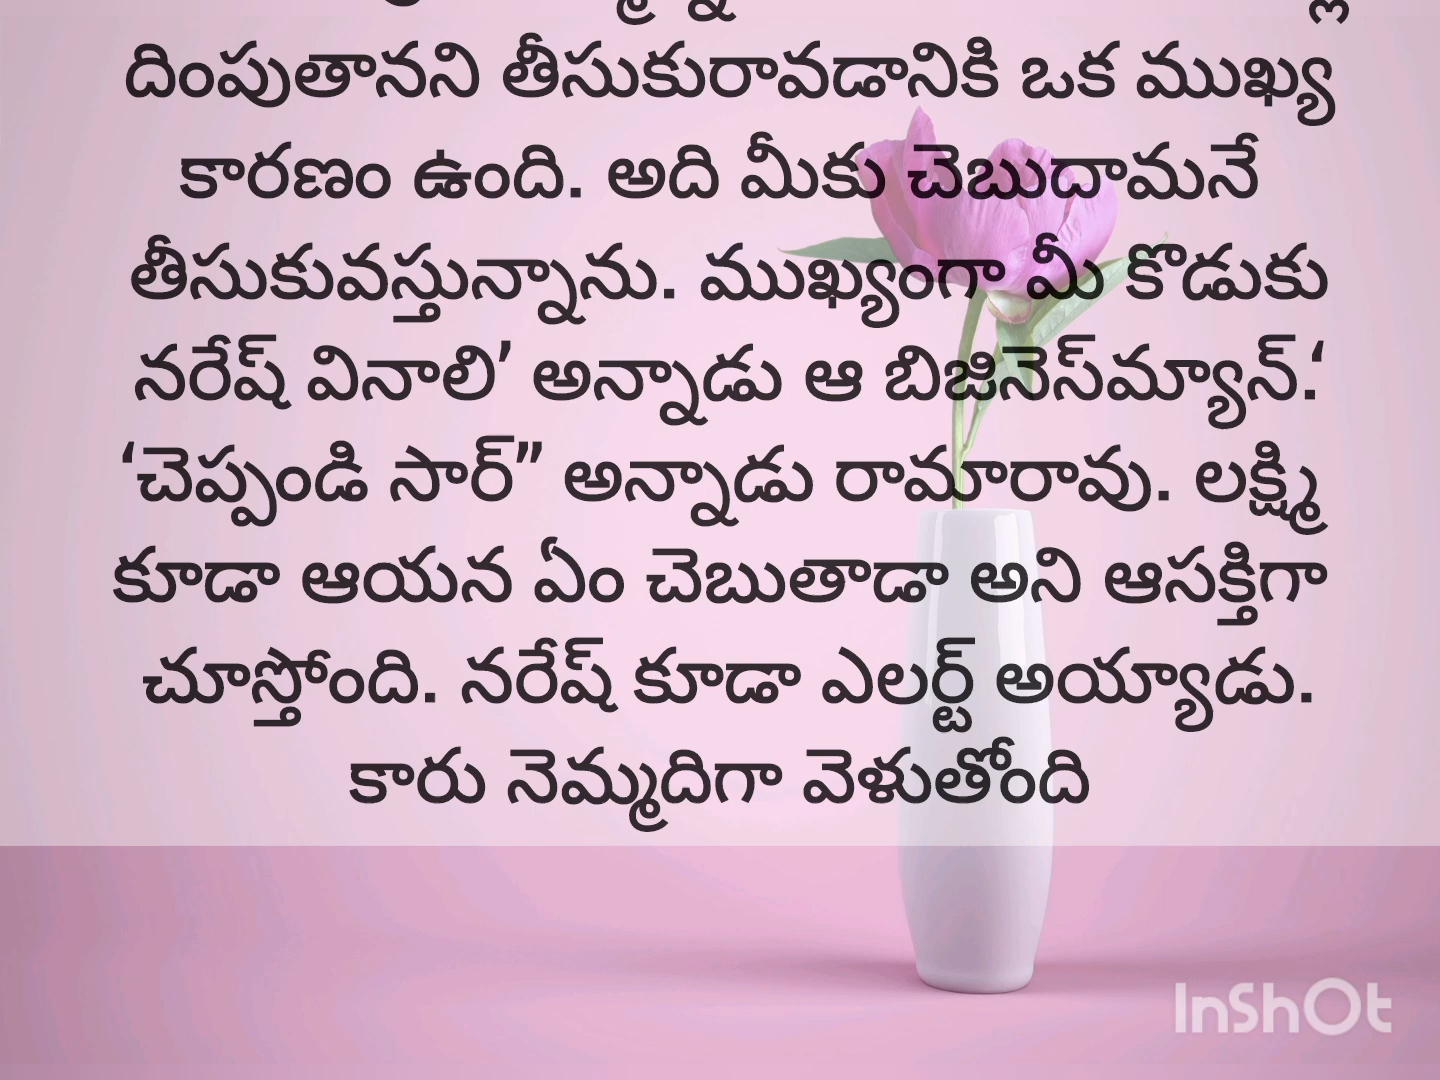 దింపుతానని తీసుకురావడానికి ఒక ముఖ్య
కారణం ఉంది. అది మీకు చెబుదామనే
తీసుకువస్తున్నాను. ముఖ్యంగా మీ కొడుకు
నరేష్ వినాలి’ అన్నాడు ఆ బిజినెస్‌మ్యాన్.‘
‘చెప్పండి సార్” అన్నాడు రామారావు. లక్ష్మి
కూడా ఆయన ఏం చెబుతాడా అని ఆసక్తిగా
చూస్తోంది. నరేష్ కూడా ఎలర్ట్ అయ్యాడు.
కారు నెమ్మదిగా వెళుతోంది
InShOt